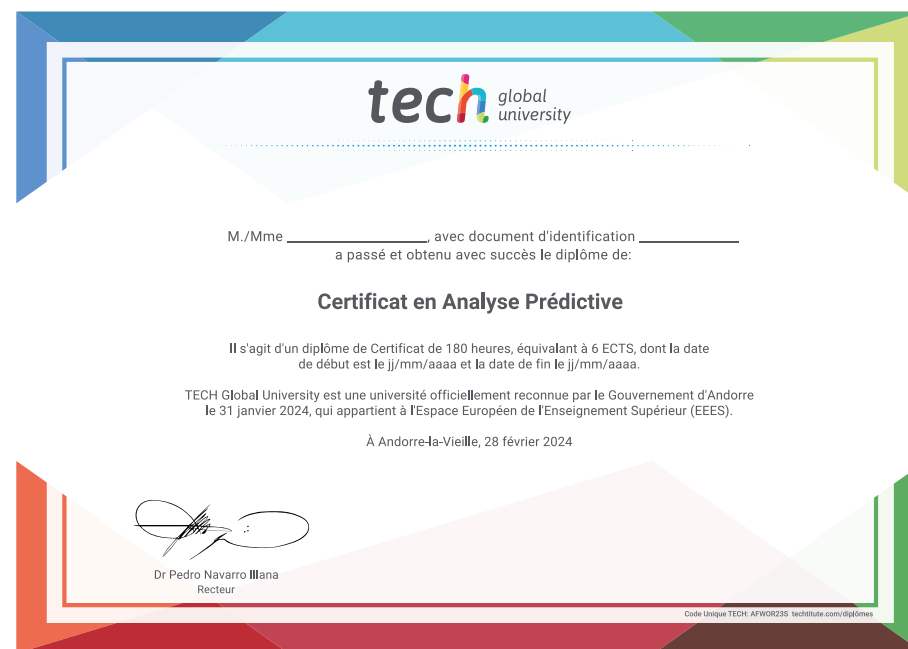 tech global university
M./Mme ____________, avec document d'identification ____________
a passé et obtenu avec succès le diplôme de:
Certificat en Analyse Prédictive
Il s'agit d'un diplôme de Certificat de 180 heures, équivalant à 6 ECTS, dont la date
de début est le jj/mm/aaaa et la date de fin le jj/mm/aaaa.
TECH Global University est une université officiellement reconnue par le Gouvernement d'Andorre
le 31 janvier 2024, qui appartient à l'Espace Européen de l'Enseignement Supérieur (EEES).
À Andorre-la-Vieille, 28 février 2024
Dr Pedro Navarro Illana
Recteur
Code Unique TECH: AFWOR23S techtitute.com/diplômes